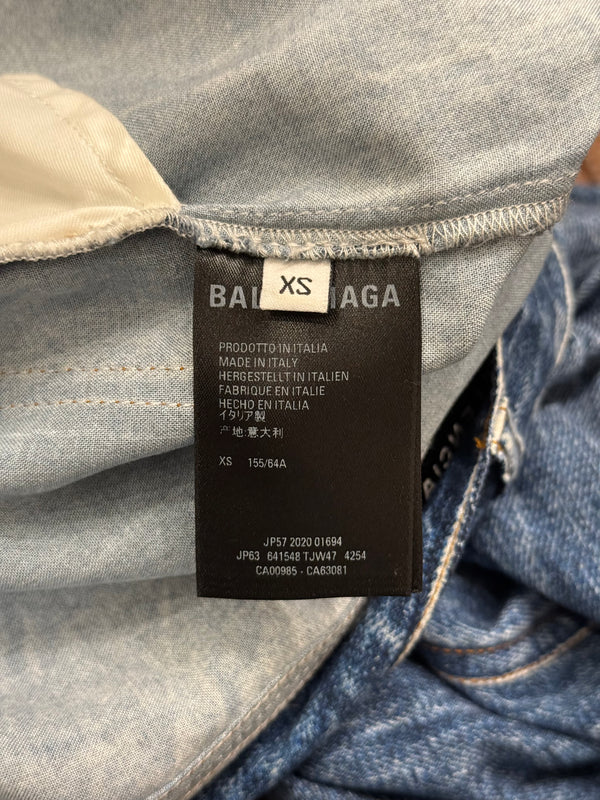 XS
BALENCIAGA
PRODOTTO IN ITALIA
MADE IN ITALY
HERGESTELLT IN ITALIEN
FABRIQUE EN ITALIE
HECHO EN ITALIA
イタリア製
产地:意大利
XS 155/64A
JP57 2020 01694
JP63 641548 TJW47 4254
CA00985 - CA63081